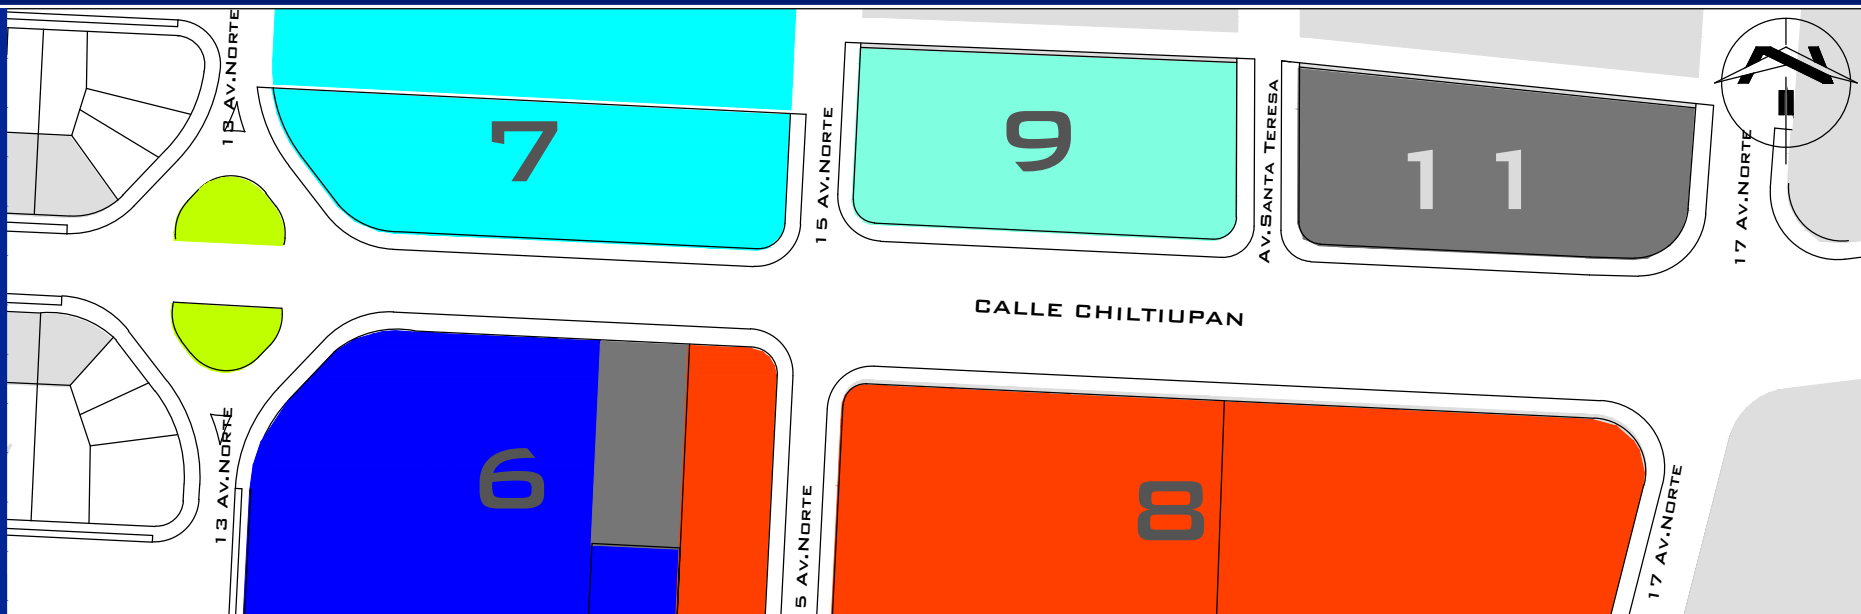 13 Av.Norte
7
15 Av.Norte
9
Av.Santa Teresa
11
17 Av.Norte
Calle Chiltiupan
13 Av.Norte
6
5 Av.Norte
8
17 Av.Norte